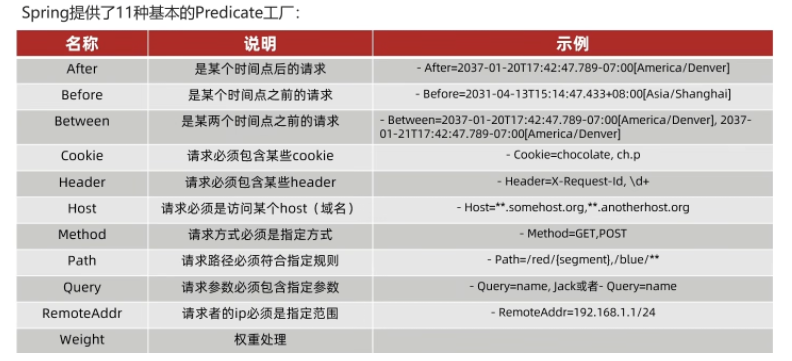 Spring提供了11种基本的Predicate工厂：
名称 说明 示例
After 是某个时间点后的请求 - After=2037-01-20T17:42:47.789-07:00[America/Denver]
Before 是某个时间点之前的请求 - Before=2031-04-13T15:14:47.433+08:00[Asia/Shanghai]
Between 是某两个时间点之前的请求 - Between=2037-01-20T17:42:47.789-07:00[America/Denver], 2037-
01-21T17:42:47.789-07:00[America/Denver]
Cookie 请求必须包含某些cookie - Cookie=chocolate, ch.p
Header 请求必须包含某些header - Header=X-Request-Id, \d+
Host 请求必须是访问某个host（域名） - Host=**.somehost.org,**.anotherhost.org
Method 请求方式必须是指定方式 - Method=GET,POST
Path 请求路径必须符合指定规则 - Path=/red/{segment},/blue/**
Query 请求参数必须包含指定参数 - Query=name, Jack或者- Query=name
RemoteAddr 请求者的ip必须是指定范围 - RemoteAddr=192.168.1.1/24
Weight 权重处理